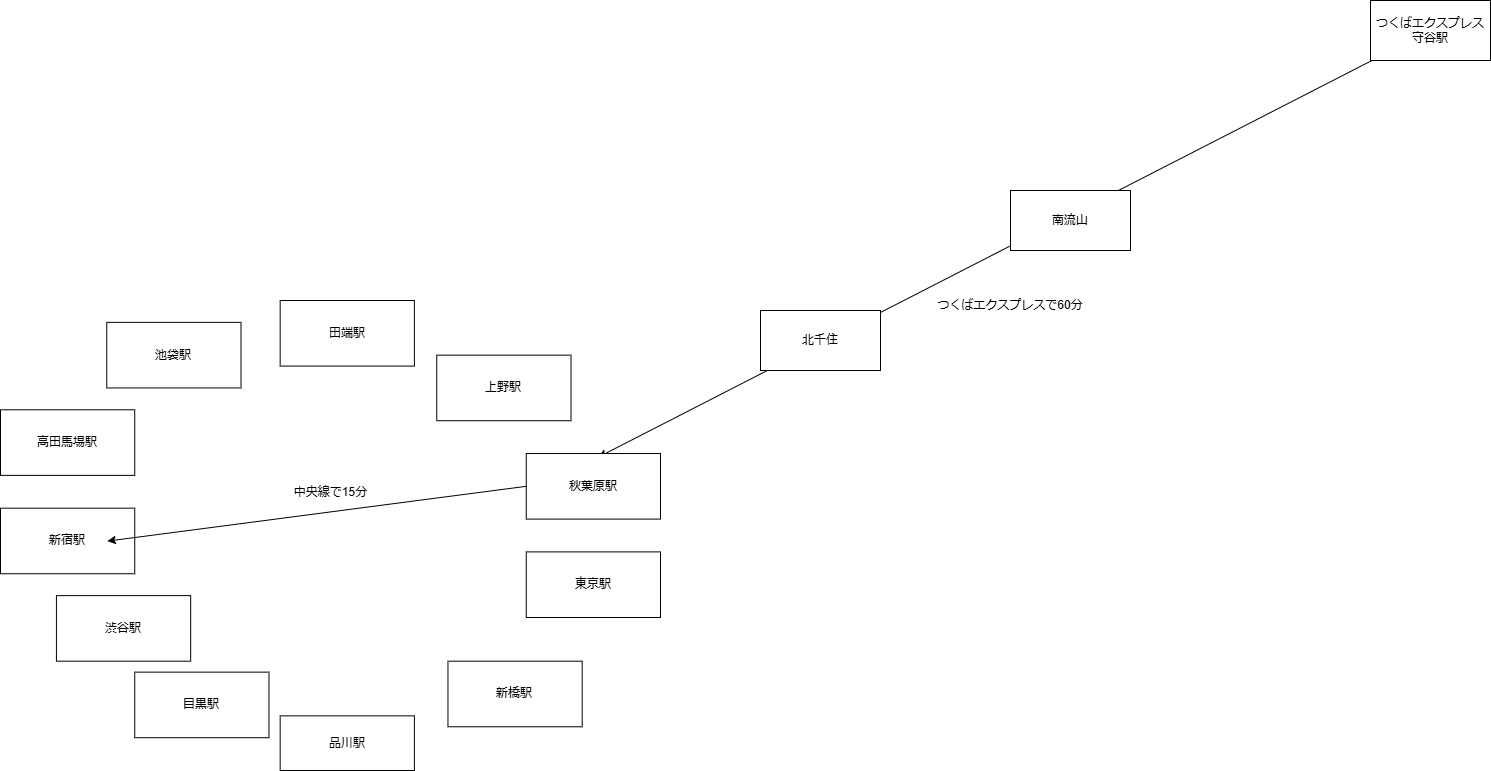 つくばエクスプレス
守谷駅
南流山
つくばエクスプレスで60分
北千住
田端駅
池袋駅
上野駅
高田馬場駅
秋葉原駅
中央線で15分
新宿駅
東京駅
渋谷駅
新橋駅
目黒駅
品川駅